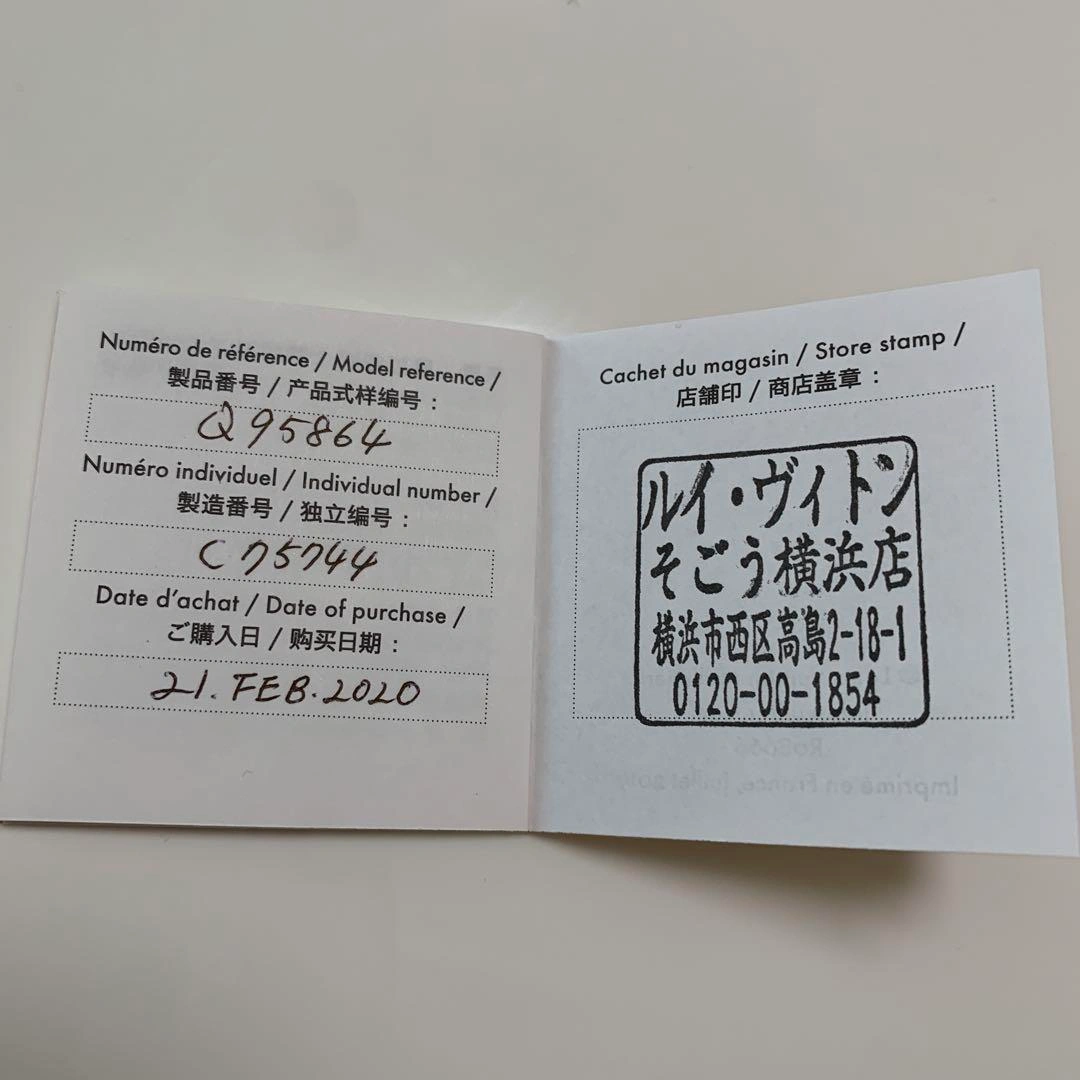 Numéro de référence / Model reference /
製品番号 / 产品式样编号 :
Q95864
Numéro individuel / Individual number /
製造番号 / 独立编号 :
C75744
Date d'achat / Date of purchase /
ご購入日 / 购买日期 :
21. FEB. 2020
Cachet du magasin / Store stamp /
店舗印 / 商店盖章 :
ルイ・ヴィトン
そごう横浜店
横浜市西区高島2-18-1
0120-00-1854
Imprimé en France, juillet